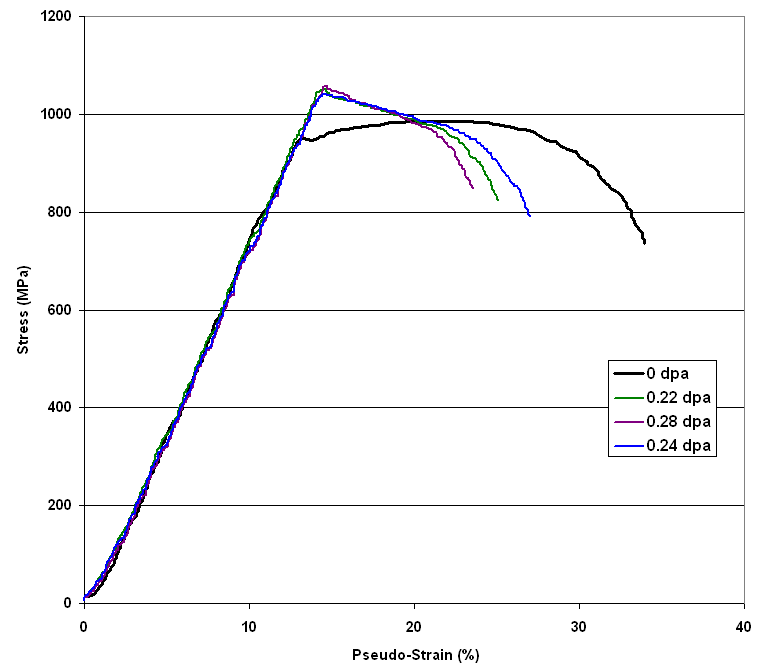 1200
1000
800
600
400
200
0
Stress (MPa)
0 dpa
0.22 dpa
0.28 dpa
0.24 dpa
0 10 20 30 40
Pseudo-Strain (%)